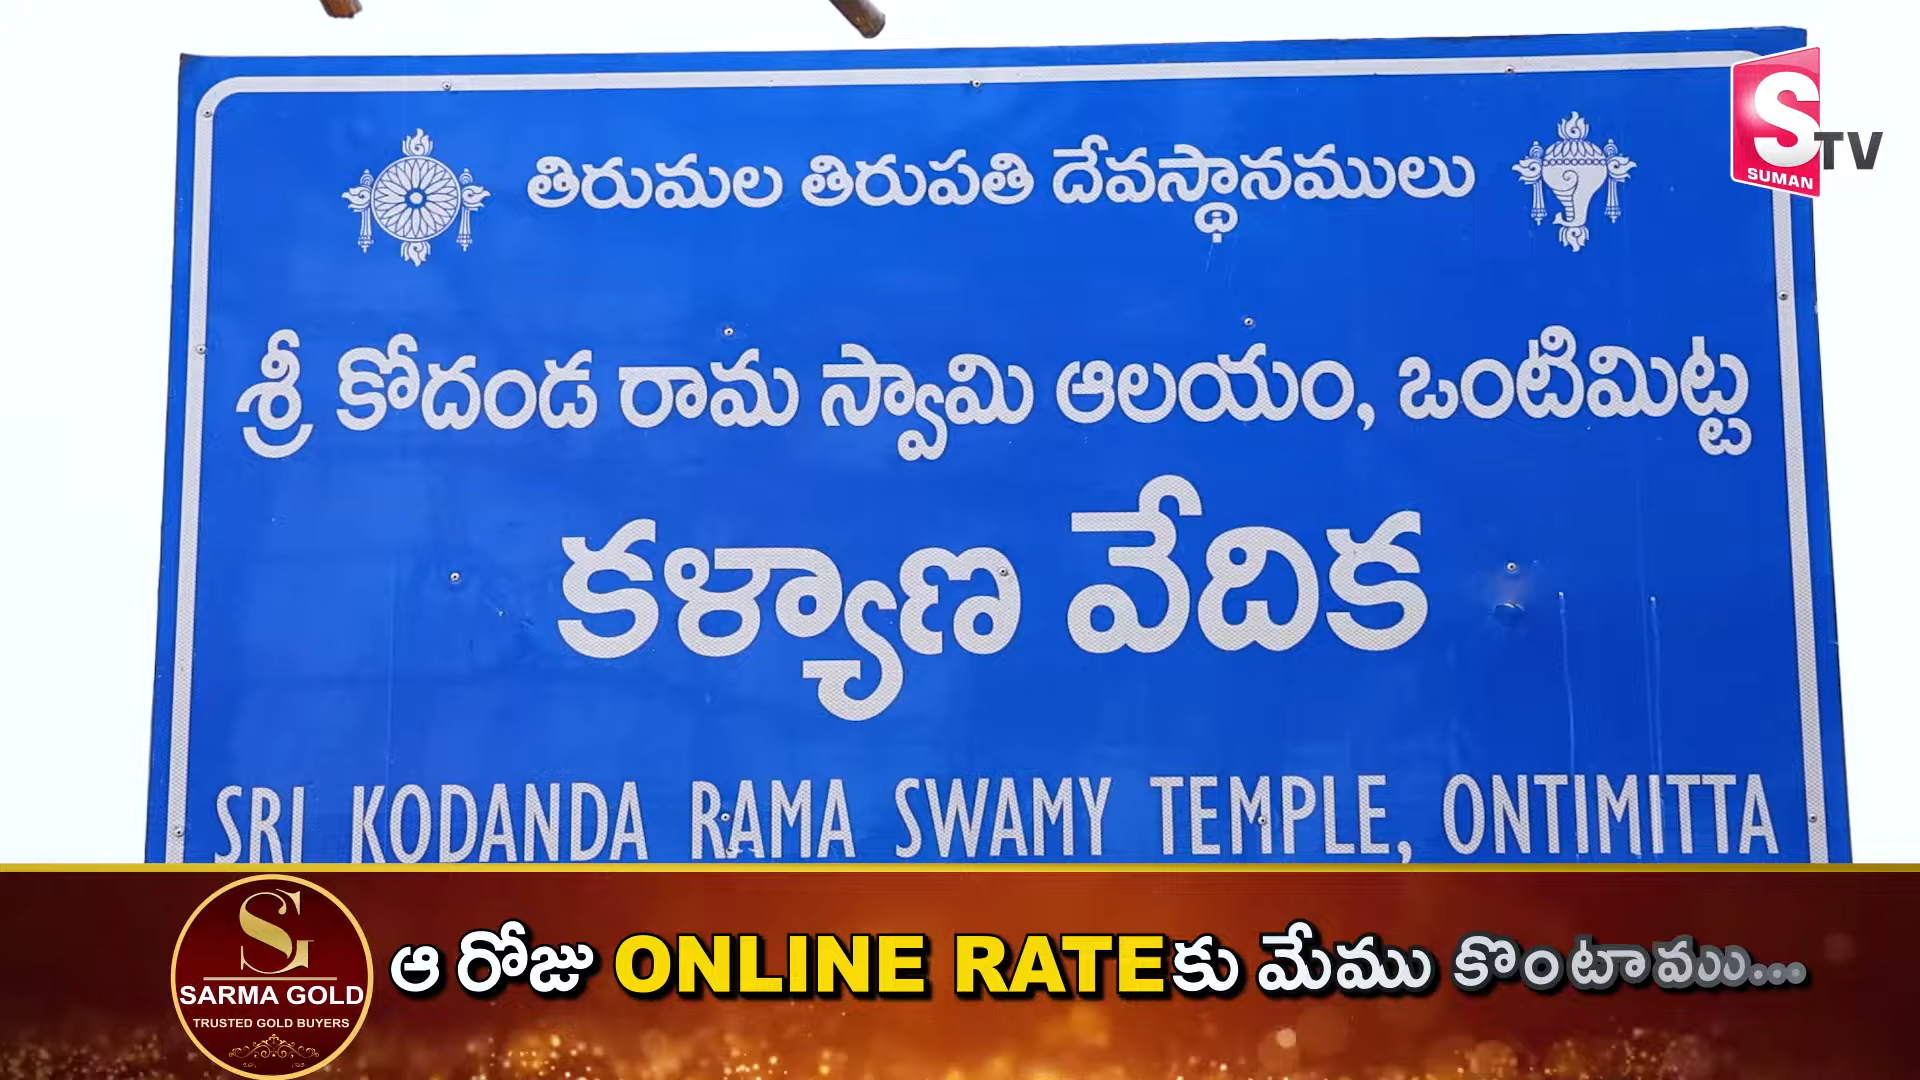 తిరుమల తిరుపతి దేవస్థానములు
S TV
SUMAN
శ్రీ కోదండ రామ స్వామి ఆలయం, ఒంటిమిట్ట
కళ్యాణ వేదిక
SRI KODANDA RAMA SWAMY TEMPLE, ONTIMITTA
SG
SARMA GOLD
TRUSTED GOLD BUYERS
ఆ రోజు ONLINE RATEకు మేము కొంటాము...